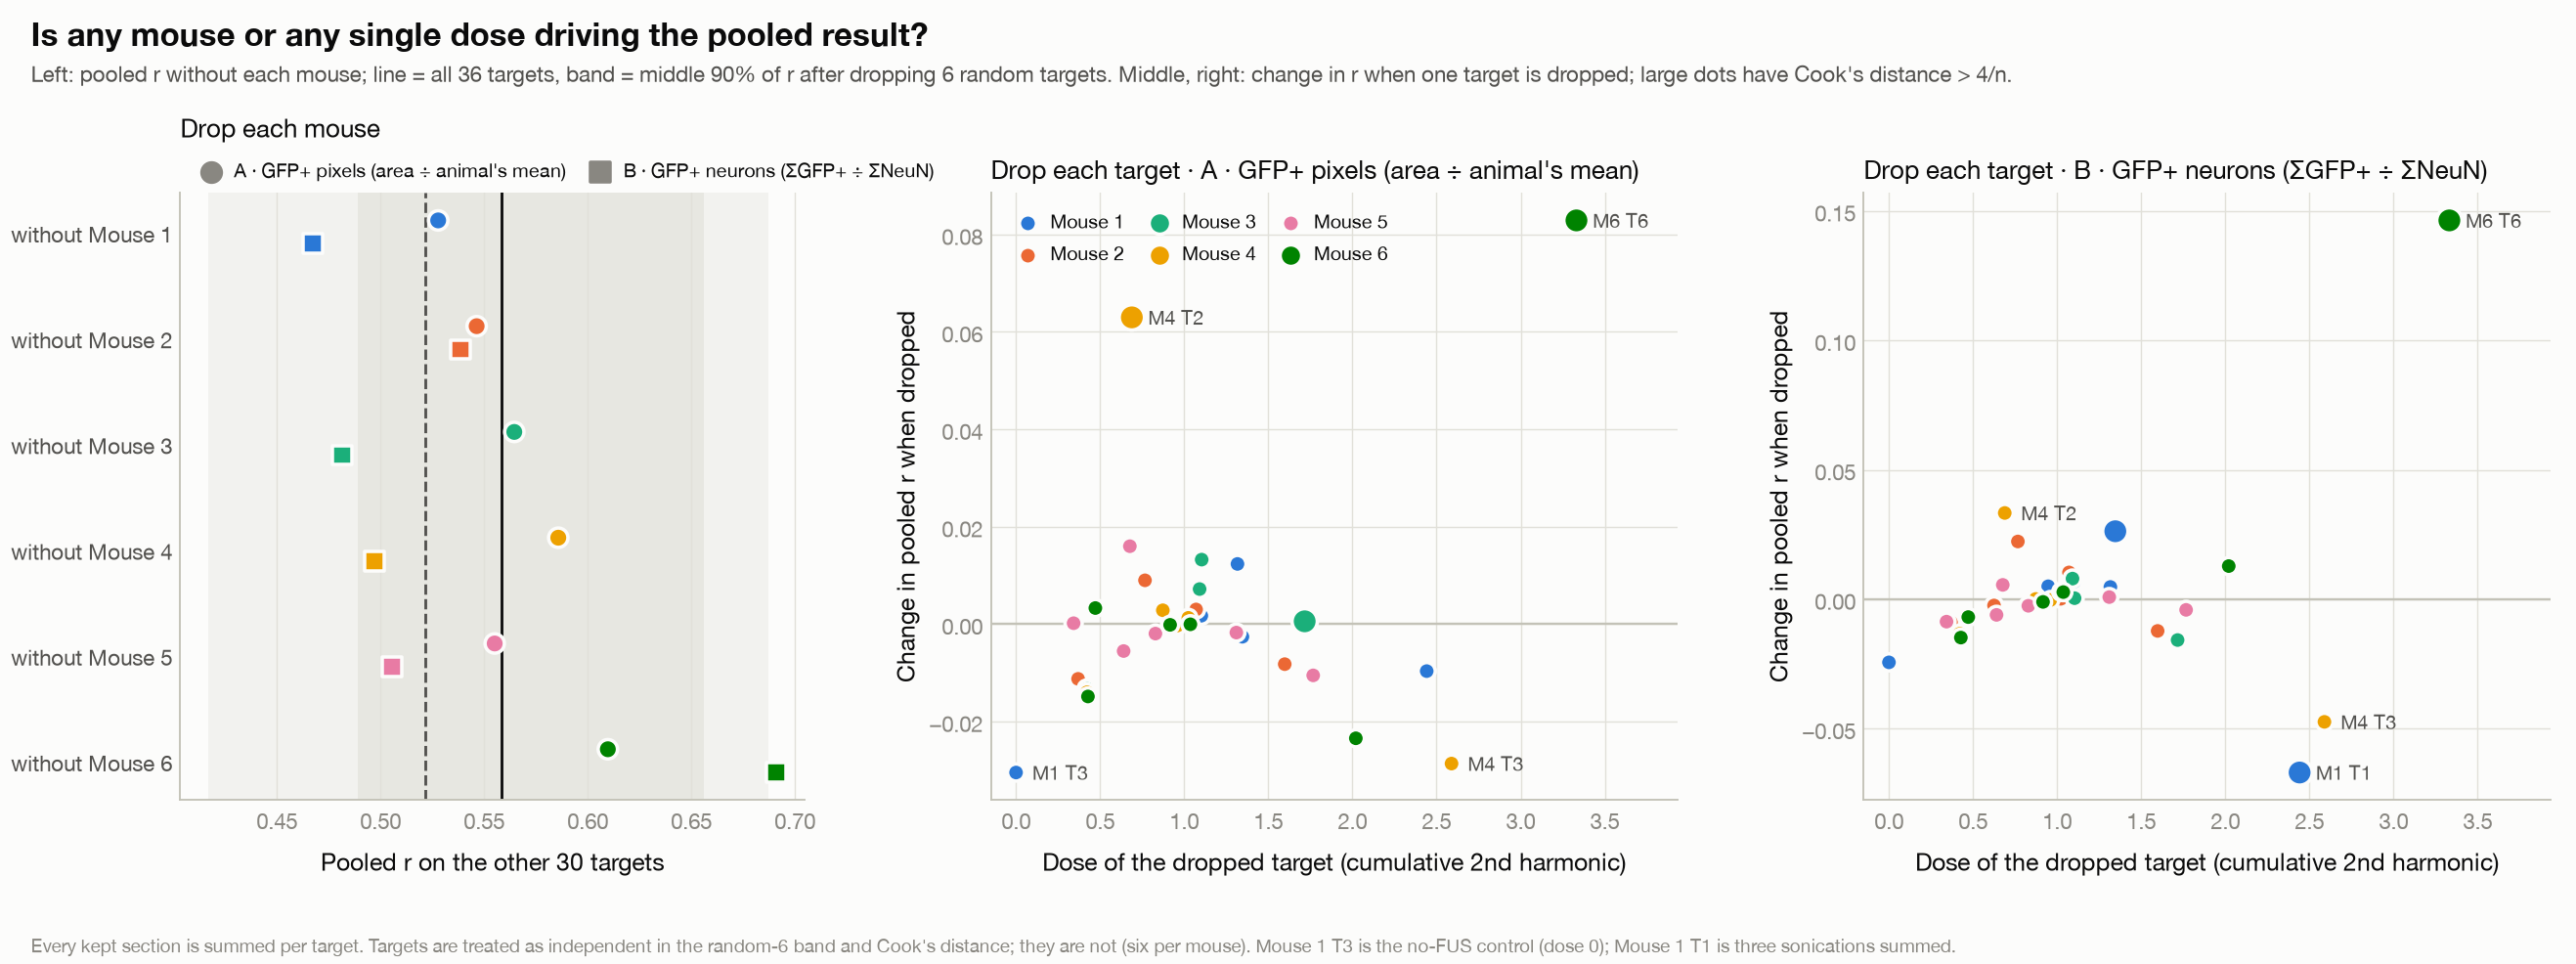 Is any mouse or any single dose driving the pooled result?
Left: pooled r without each mouse; line = all 36 targets, band = middle 90% of r after dropping 6 random targets. Middle, right: change in r when one target is dropped; large dots have Cook's distance > 4/n.
Drop each mouse
A · GFP+ pixels (area ÷ animal's mean)
B · GFP+ neurons (ΣGFP+ ÷ ΣNeuN)
without Mouse 1
without Mouse 2
without Mouse 3
without Mouse 4
without Mouse 5
without Mouse 6
0.45 0.50 0.55 0.60 0.65 0.70
Pooled r on the other 30 targets
Drop each target · A · GFP+ pixels (area ÷ animal's mean)
Mouse 1 Mouse 3 Mouse 5
Mouse 2 Mouse 4 Mouse 6
M6 T6
M4 T2
M4 T3
M1 T3
Change in pooled r when dropped
0.08
0.06
0.04
0.02
0.00
−0.02
0.0 0.5 1.0 1.5 2.0 2.5 3.0 3.5
Dose of the dropped target (cumulative 2nd harmonic)
Drop each target · B · GFP+ neurons (ΣGFP+ ÷ ΣNeuN)
M6 T6
M4 T2
M4 T3
M1 T1
Change in pooled r when dropped
0.15
0.10
0.05
0.00
−0.05
0.0 0.5 1.0 1.5 2.0 2.5 3.0 3.5
Dose of the dropped target (cumulative 2nd harmonic)
Every kept section is summed per target. Targets are treated as independent in the random-6 band and Cook's distance; they are not (six per mouse). Mouse 1 T3 is the no-FUS control (dose 0); Mouse 1 T1 is three sonications summed.